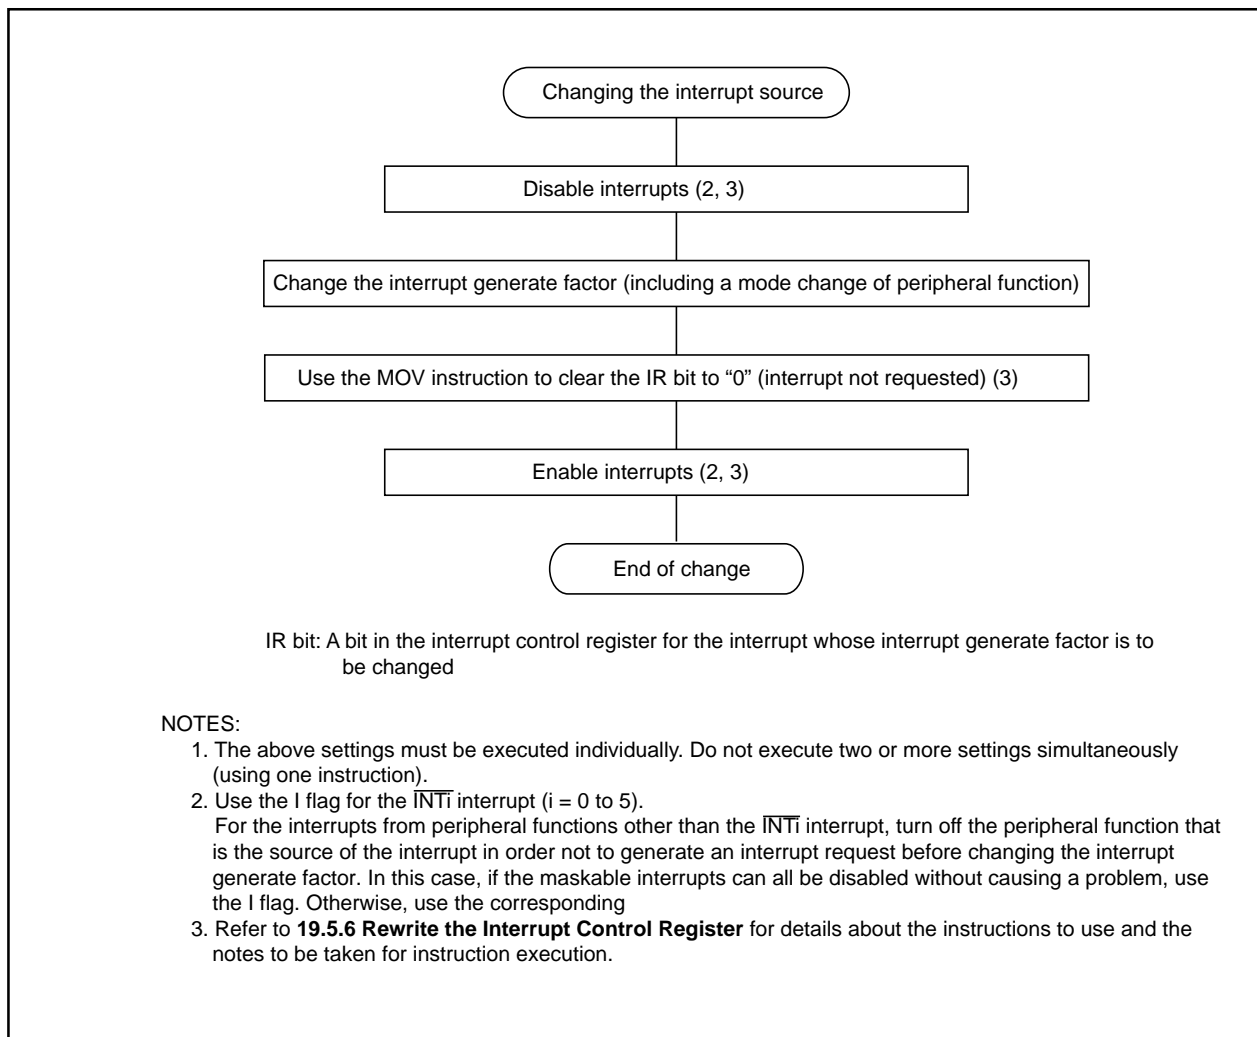 Changing the interrupt source
Disable interrupts (2, 3)
Change the interrupt generate factor (including a mode change of peripheral function)
Use the MOV instruction to clear the IR bit to “0” (interrupt not requested) (3)
Enable interrupts (2, 3)
End of change
IR bit: A bit in the interrupt control register for the interrupt whose interrupt generate factor is to
be changed
NOTES:
1. The above settings must be executed individually. Do not execute two or more settings simultaneously
(using one instruction).
2. Use the I flag for the INTi interrupt (i = 0 to 5).
For the interrupts from peripheral functions other than the INTi interrupt, turn off the peripheral function that
is the source of the interrupt in order not to generate an interrupt request before changing the interrupt
generate factor. In this case, if the maskable interrupts can all be disabled without causing a problem, use
the I flag. Otherwise, use the corresponding
3. Refer to 19.5.6 Rewrite the Interrupt Control Register for details about the instructions to use and the
notes to be taken for instruction execution.